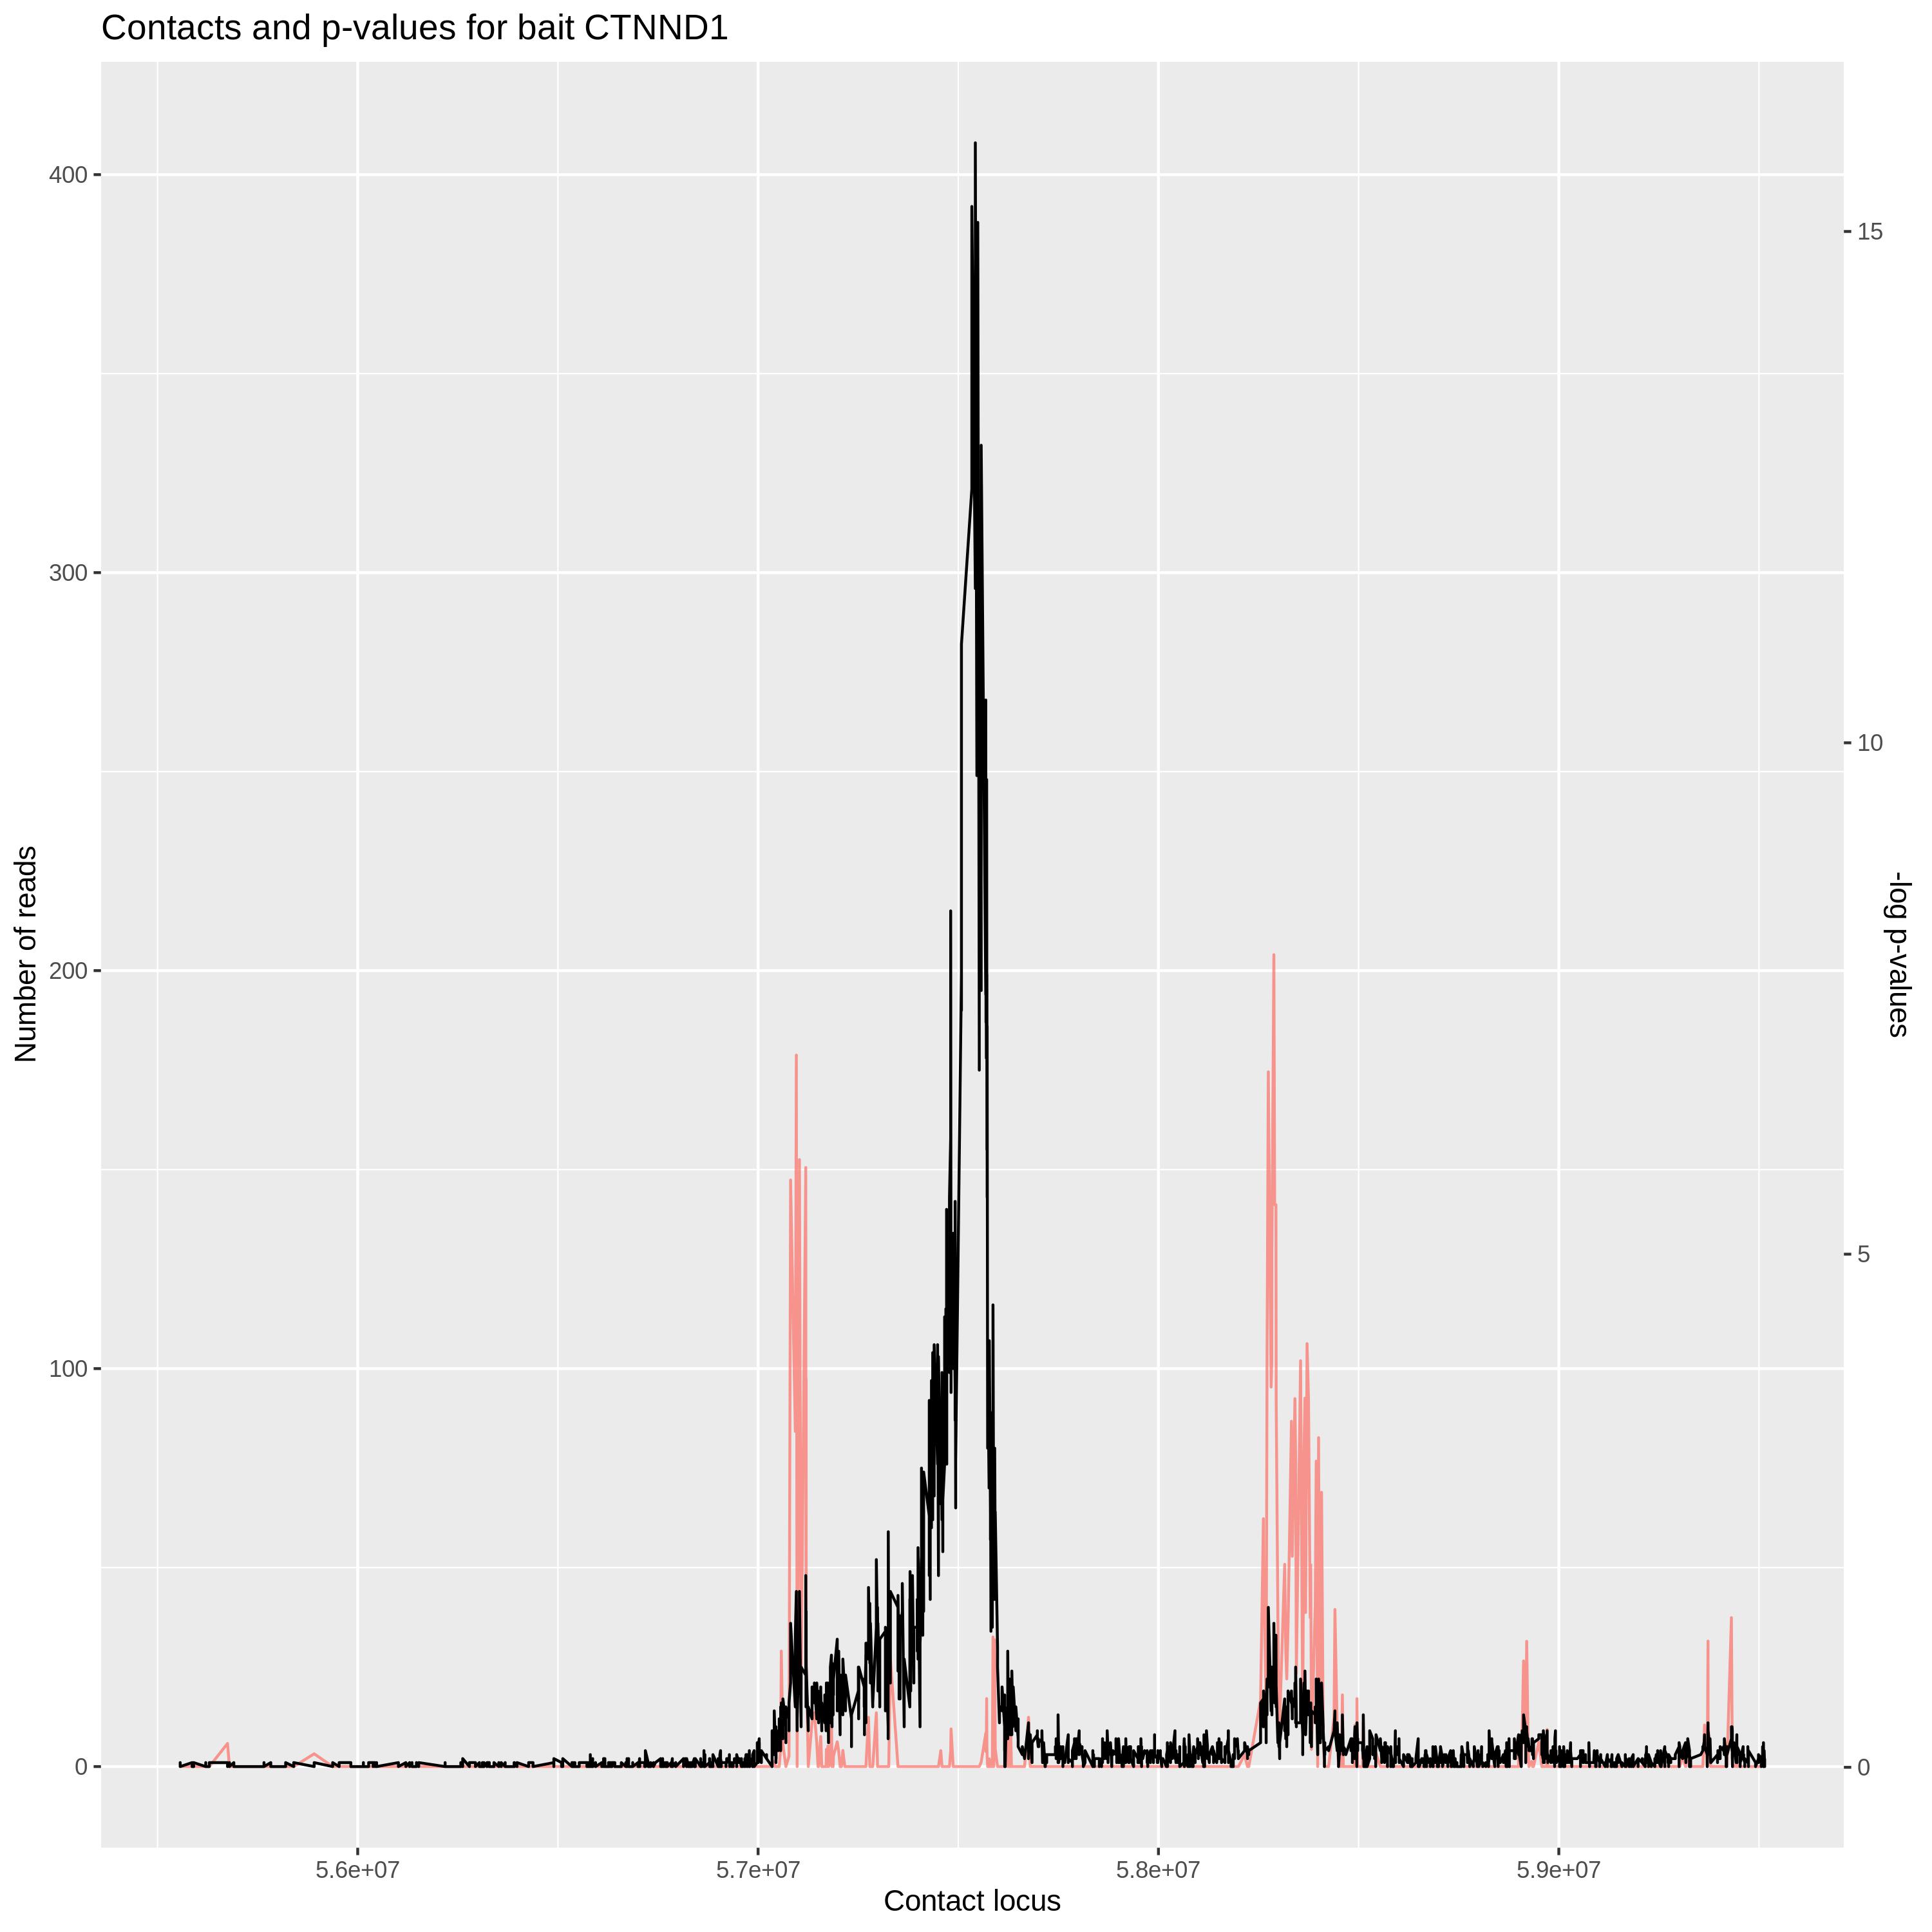 Contacts and p-values for bait CTNND1
400
300
200
100
0
Number of reads
15
10
5
0
-log p-values
5.6e+07
5.7e+07
5.8e+07
5.9e+07
Contact locus